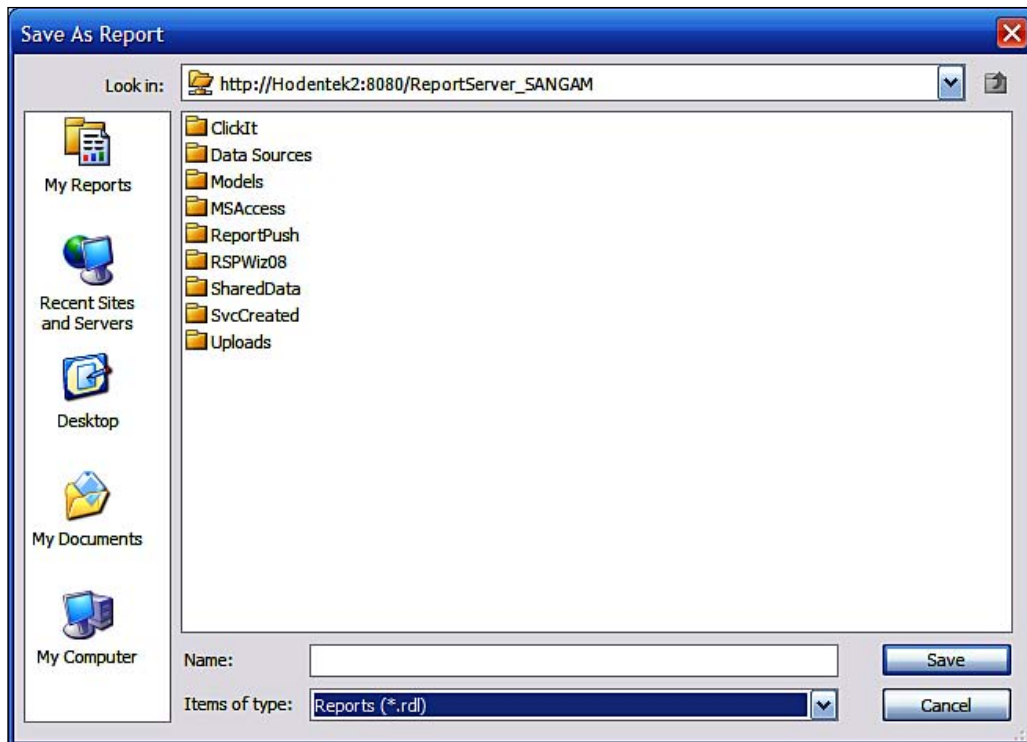 Save As Report
Look in:
http://Hodentek2:8080/ReportServer_SANGAM
My Reports
Recent Sites
and Servers
Desktop
My Documents
My Computer
ClickIt
Data Sources
Models
MSAccess
ReportPush
RSPWiz08
SharedData
SvcCreated
Uploads
Name:
Save
Items of type:
Reports (*.rdl)
Cancel